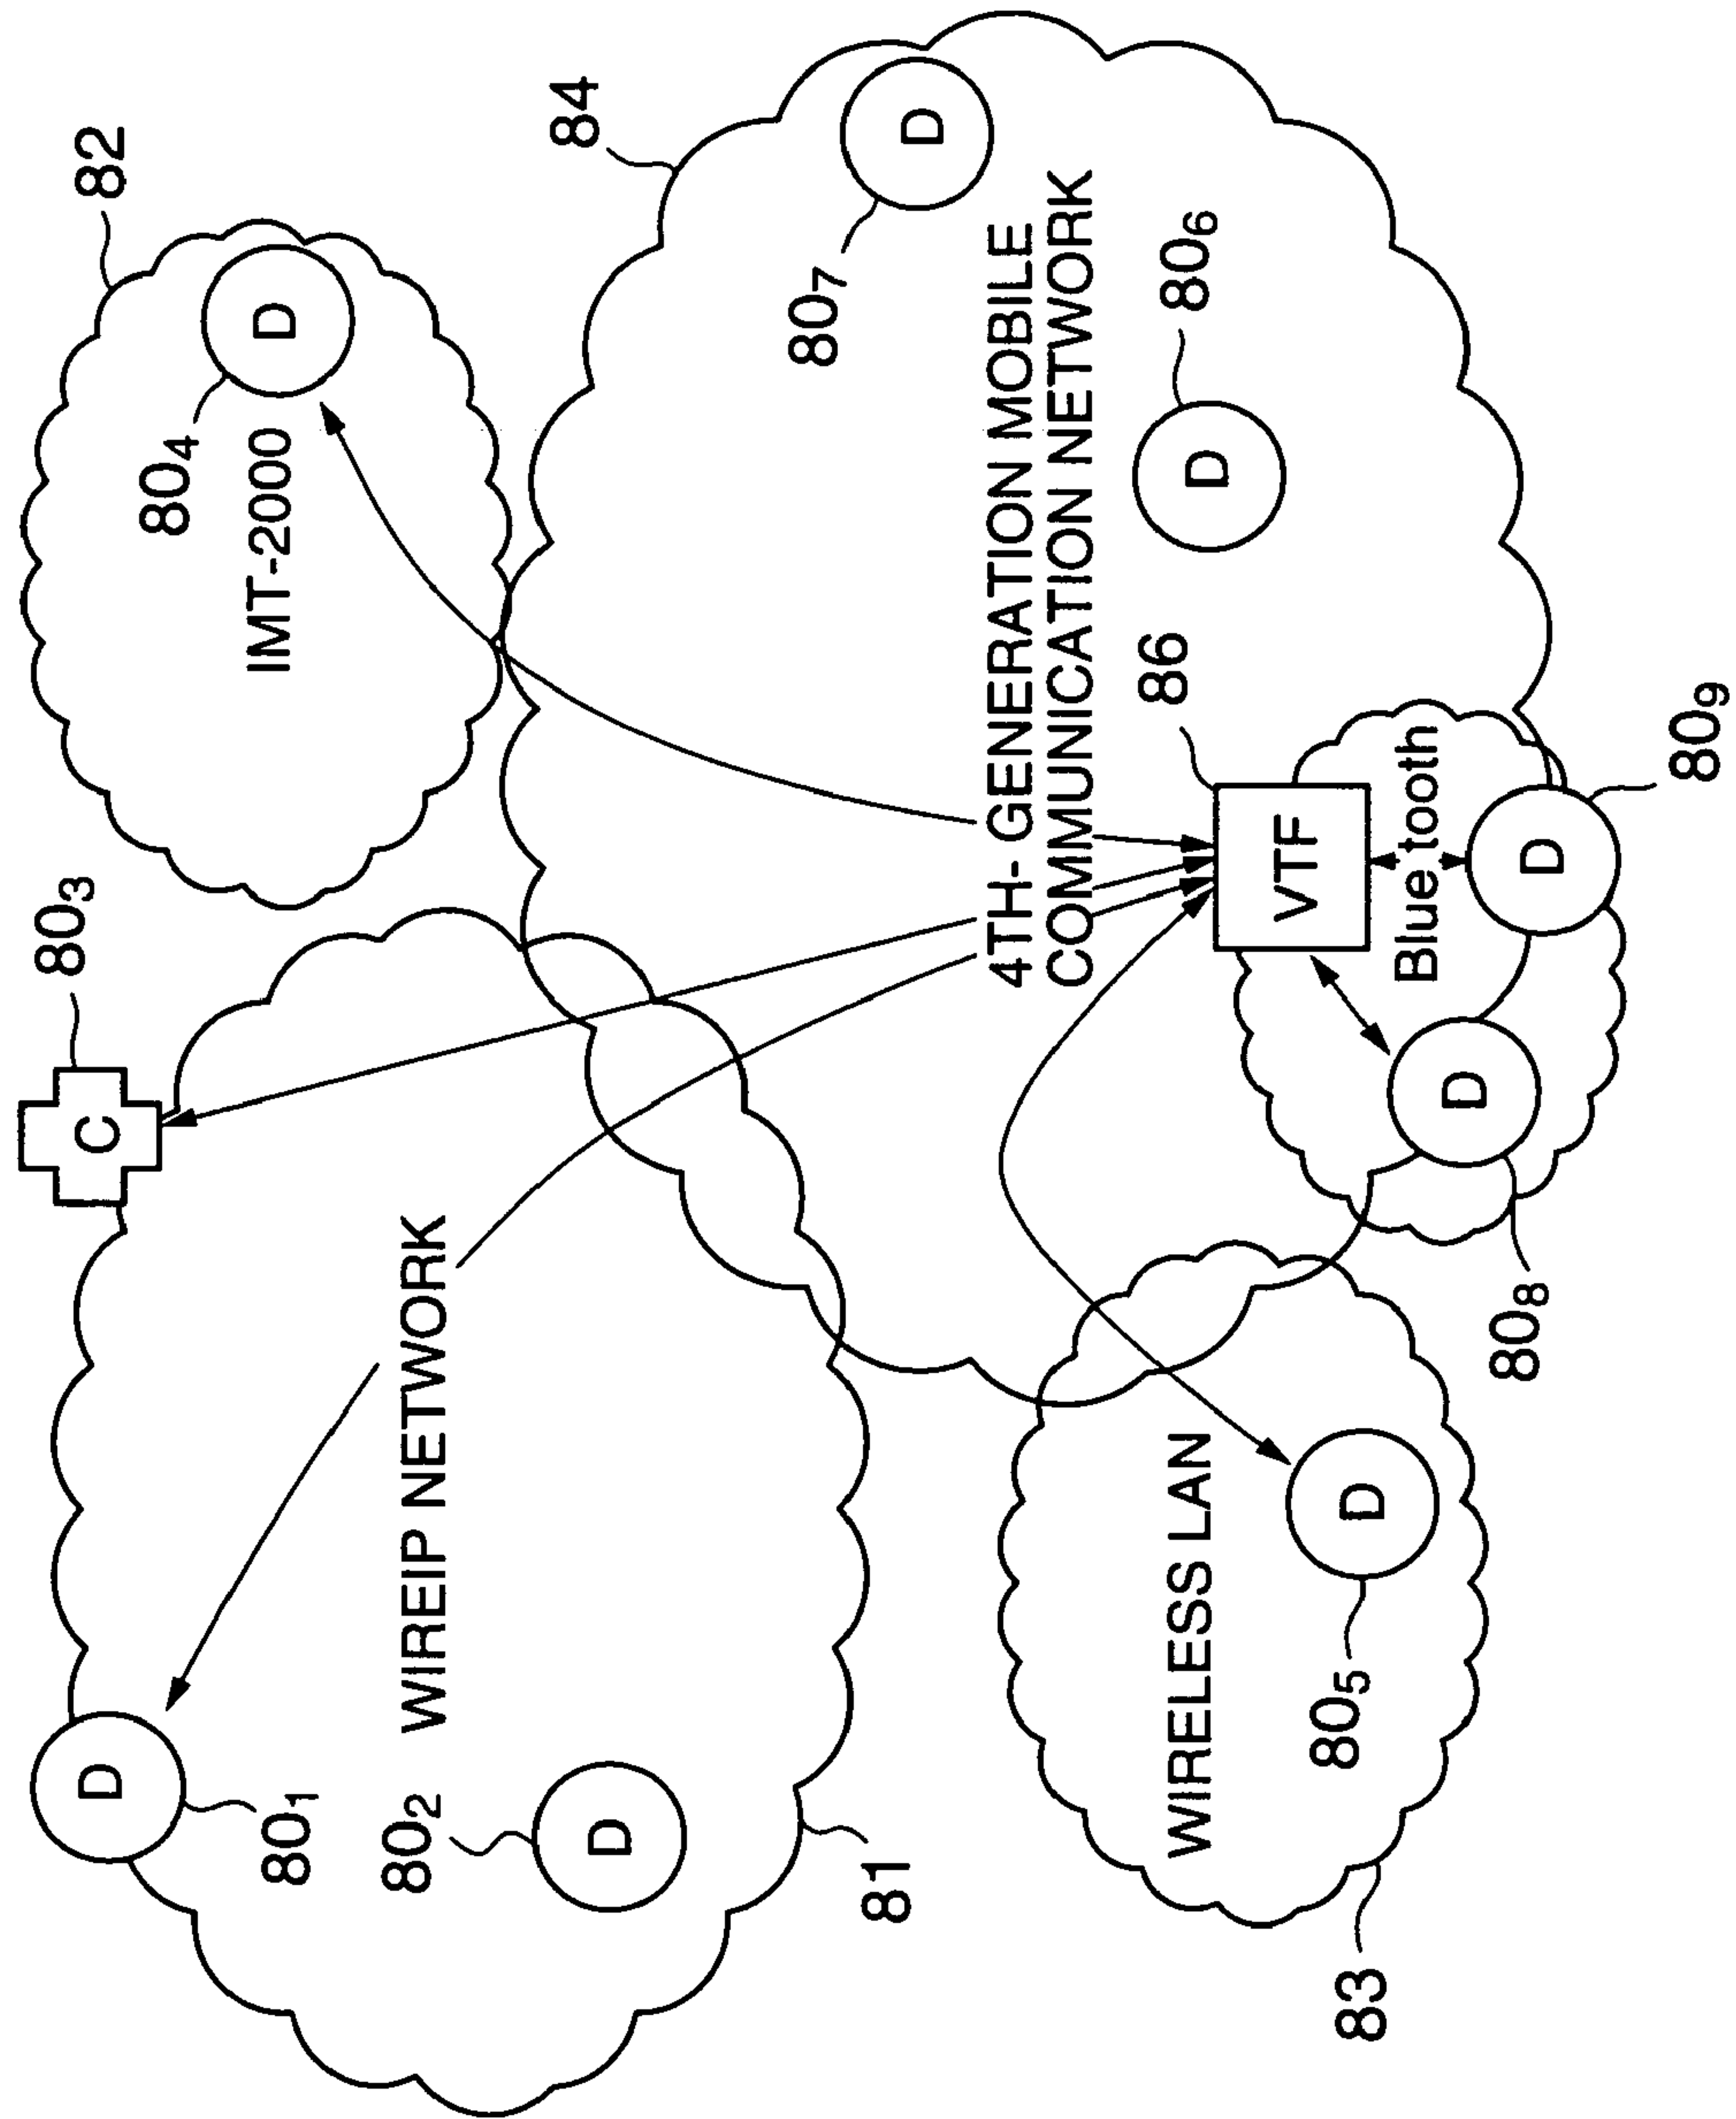 80₁
D
80₂
D
WIREIP NETWORK
81
80₃
C
82
80₄
D
IMT-2000
84
80₇
D
4TH- GENERATION MOBILE
COMMUNICATION NETWORK
80₆
D
86
VTF
Blue tooth
D
80₉
D
80₈
WIRELESS LAN
D
80₅
83